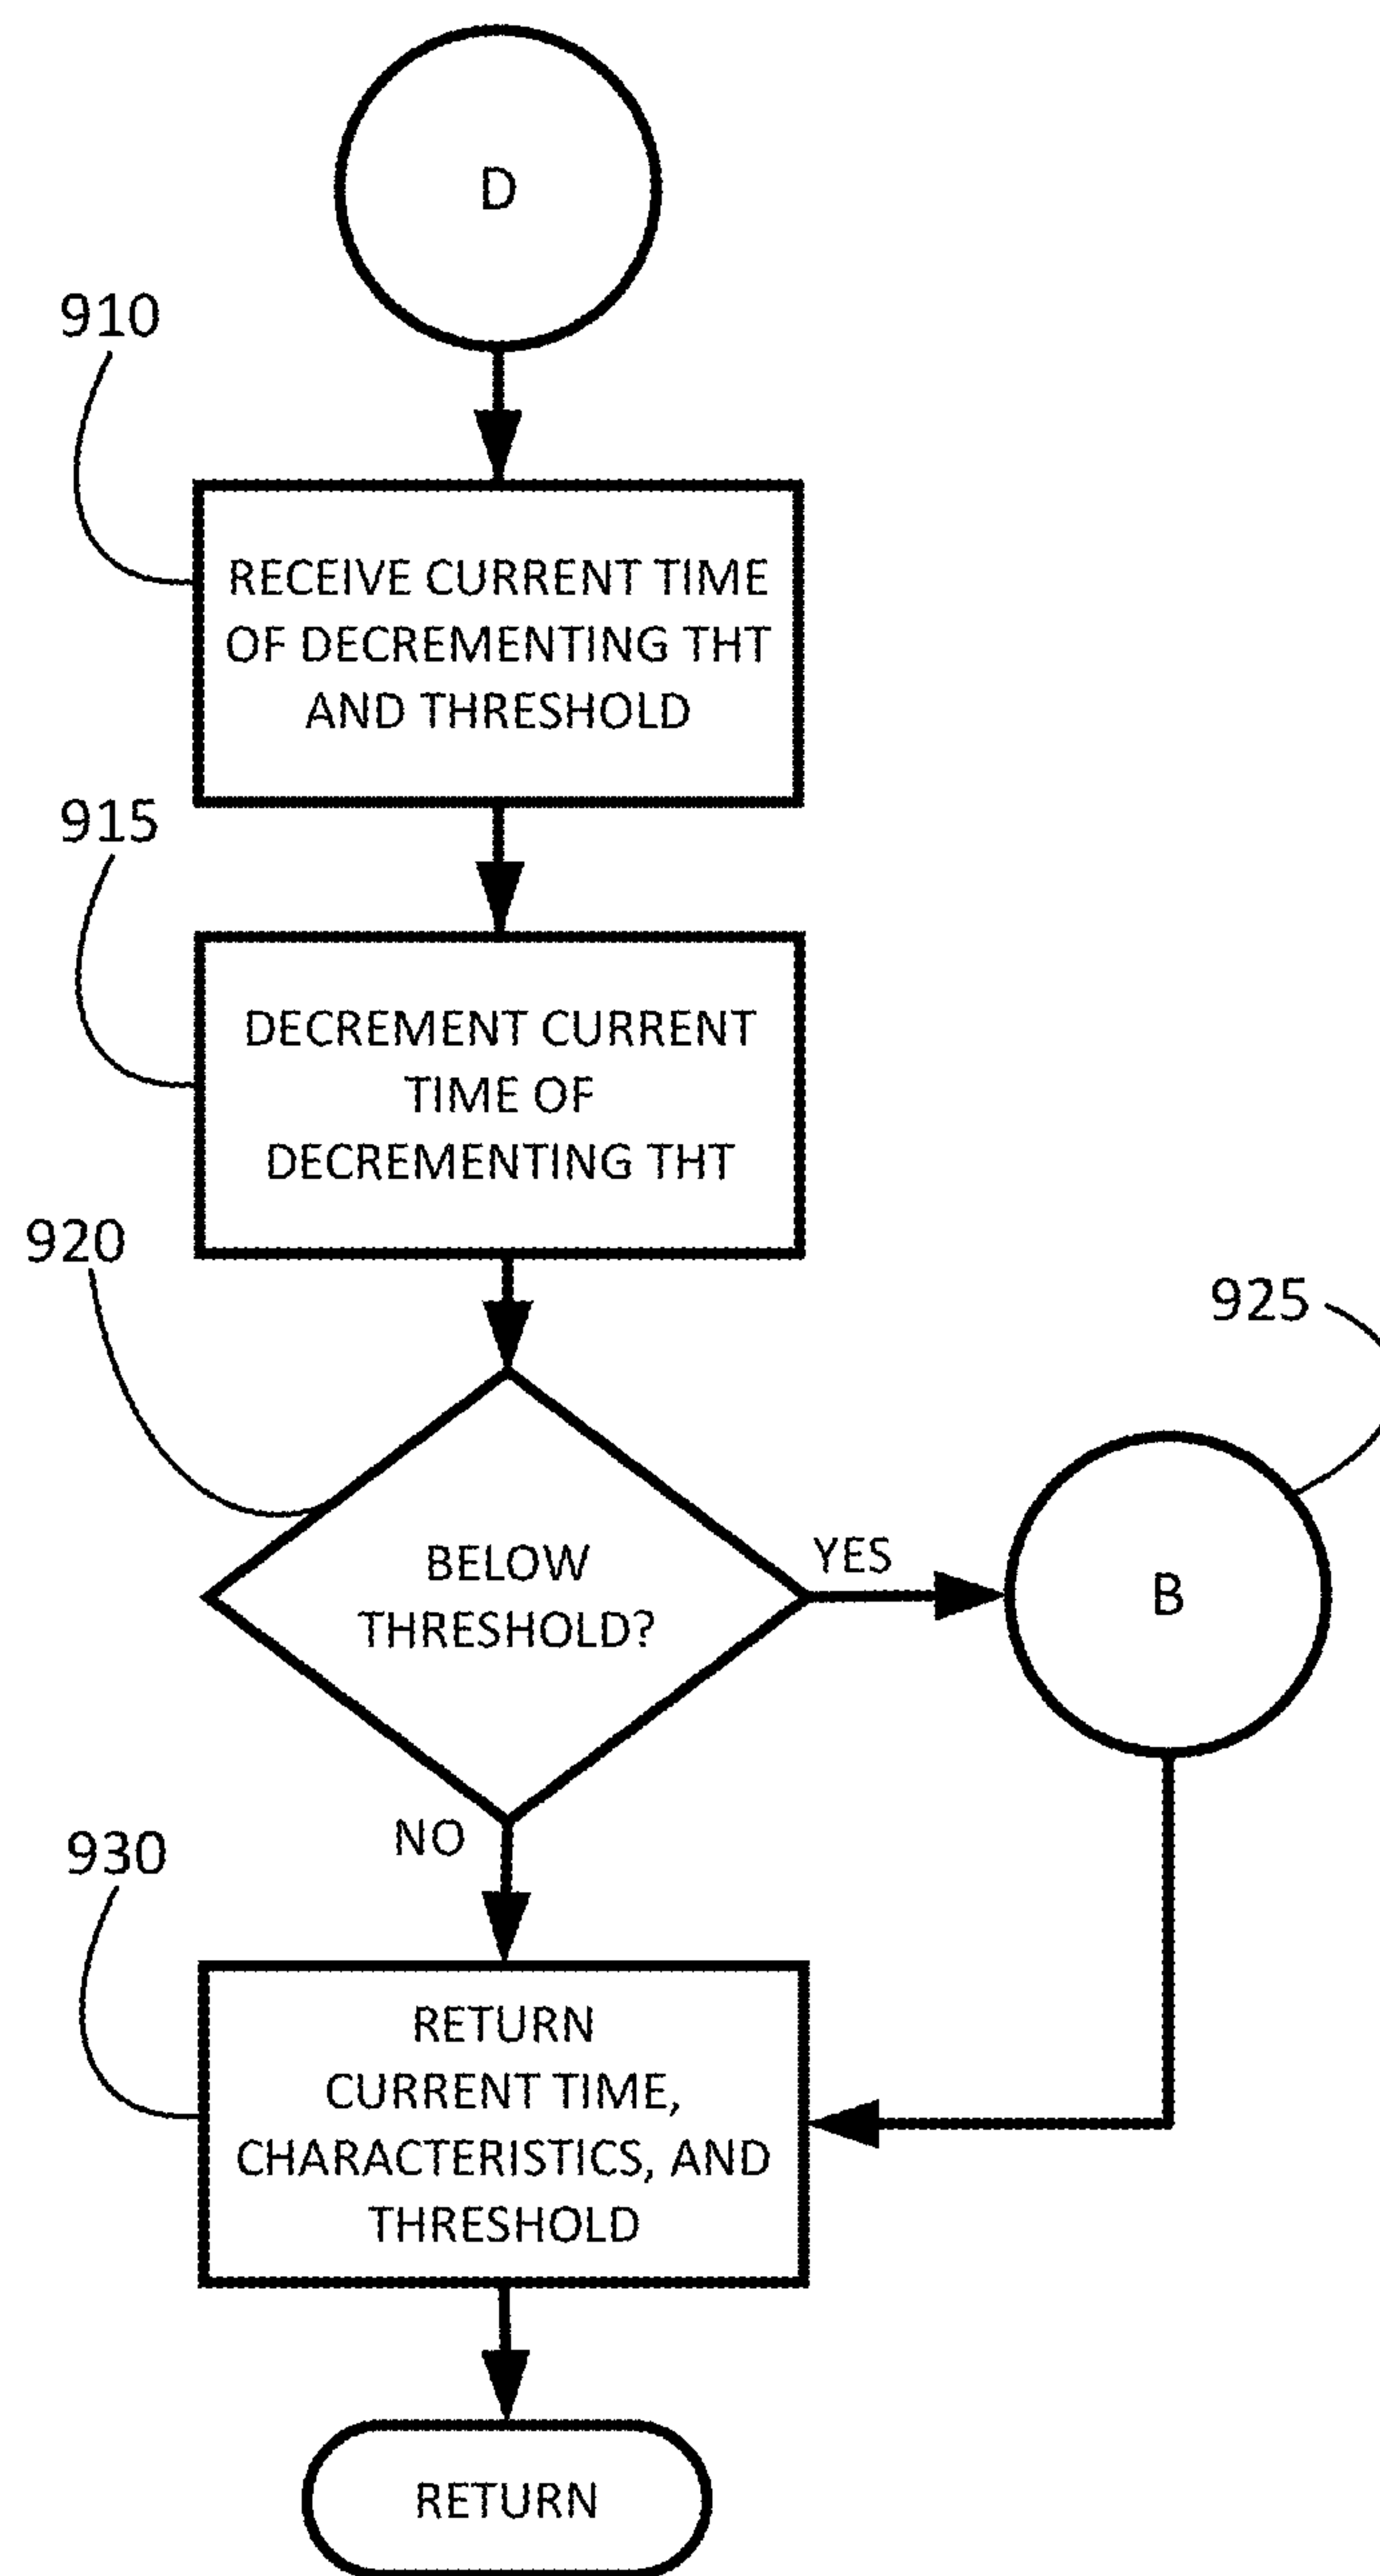 D
910
RECEIVE CURRENT TIME
OF DECREMENTING THT
AND THRESHOLD
915
DECREMENT CURRENT
TIME OF
DECREMENTING THT
920
925
BELOW
THRESHOLD?
YES
B
NO
930
RETURN
CURRENT TIME,
CHARACTERISTICS, AND
THRESHOLD
RETURN